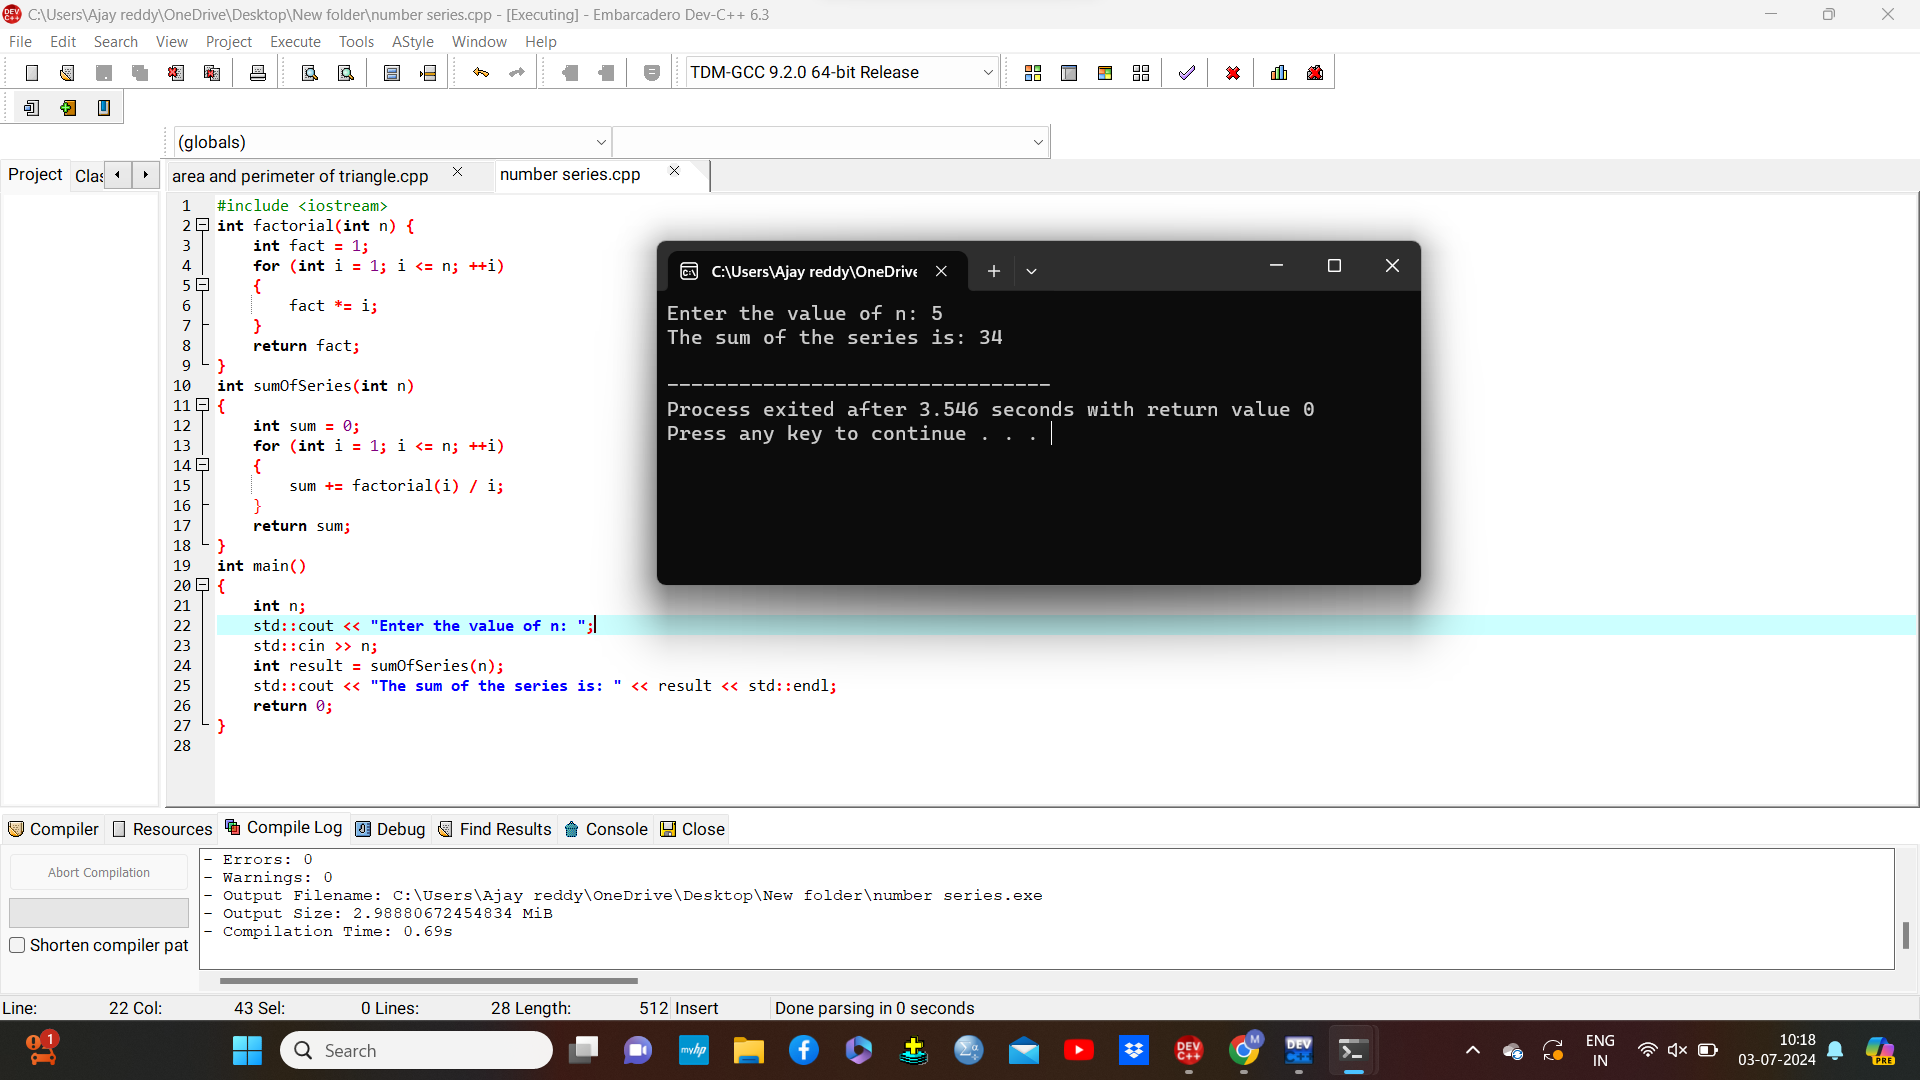 C:\Users\Ajay reddy\OneDrive\Desktop\New folder\number series.cpp - [Executing] - Embarcadero Dev-C++ 6.3
File Edit Search View Project Execute Tools AStyle Window Help
TDM-GCC 9.2.0 64-bit Release
(globals)
Project Clas area and perimeter of triangle.cpp number series.cpp
1 #include <iostream>
2 int factorial(int n) {
3 int fact = 1;
4 for (int i = 1; i <= n; ++i)
5 {
6 fact *= i;
7 }
8 return fact;
9 }
10 int sumOfSeries(int n)
11 {
12 int sum = 0;
13 for (int i = 1; i <= n; ++i)
14 {
15 sum += factorial(i) / i;
16 }
17 return sum;
18 }
19 int main()
20 {
21 int n;
22 std::cout << "Enter the value of n: ";
23 std::cin >> n;
24 int result = sumOfSeries(n);
25 std::cout << "The sum of the series is: " << result << std::endl;
26 return 0;
27 }
28
C:\Users\Ajay reddy\OneDrive
Enter the value of n: 5
The sum of the series is: 34
--------------------------------
Process exited after 3.546 seconds with return value 0
Press any key to continue . . .
Compiler Resources Compile Log Debug Find Results Console Close
Abort Compilation
Shorten compiler pat
- Errors: 0
- Warnings: 0
- Output Filename: C:\Users\Ajay reddy\OneDrive\Desktop\New folder\number series.exe
- Output Size: 2.98880672454834 MiB
- Compilation Time: 0.69s
Line: 22 Col: 43 Sel: 0 Lines: 28 Length: 512 Insert Done parsing in 0 seconds
1
Search
myhp
DEV C++
M
DEV C++
ENG
IN
10:18
03-07-2024
PRE